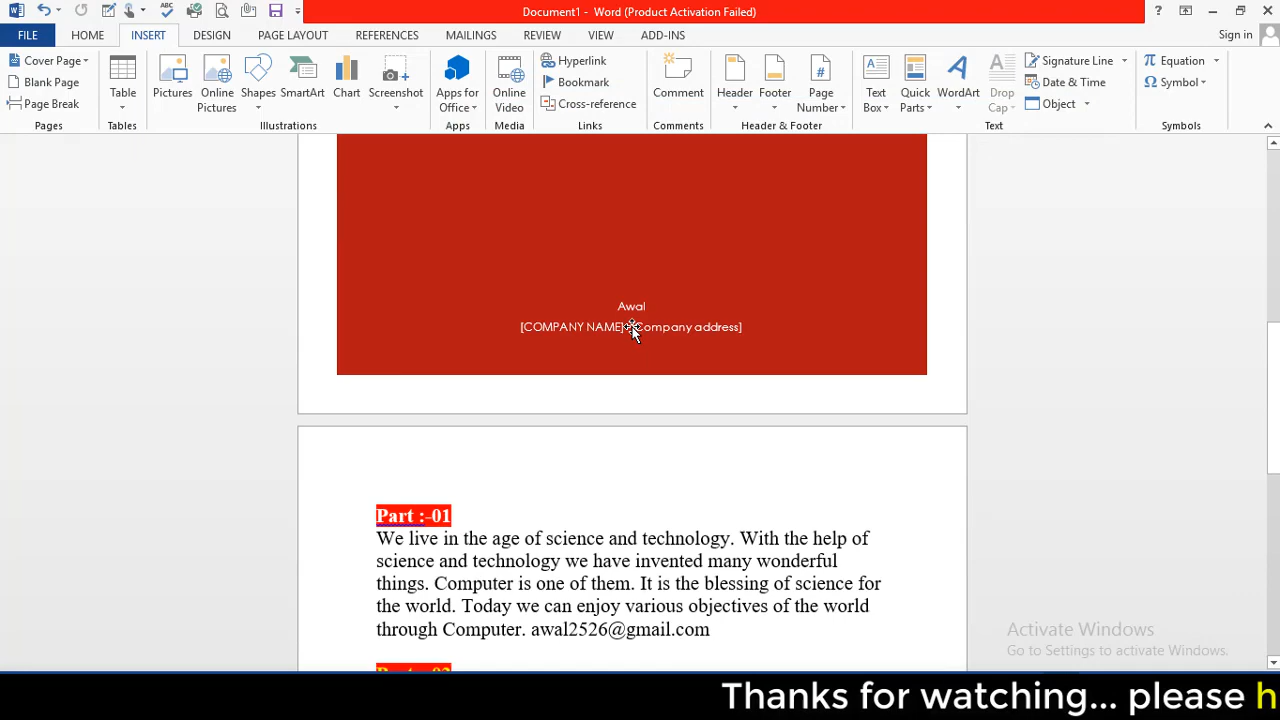 Document1 - Word (Product Activation Failed)
FILE HOME INSERT DESIGN PAGE LAYOUT REFERENCES MAILINGS REVIEW VIEW ADD-INS Sign in
Cover Page
Blank Page
Page Break
Pages
Table
Tables
Pictures
Online Pictures
Shapes
SmartArt
Chart
Screenshot
Illustrations
Apps for Office
Apps
Online Video
Media
Hyperlink
Bookmark
Cross-reference
Links
Comment
Comments
Header
Footer
Page Number
Header & Footer
Text Box
Quick Parts
WordArt
Drop Cap
Signature Line
Date & Time
Object
Text
Equation
Symbol
Symbols
Awal
[COMPANY NAME] [Company address]
Part :-01
We live in the age of science and technology. With the help of
science and technology we have invented many wonderful
things. Computer is one of them. It is the blessing of science for
the world. Today we can enjoy various objectives of the world
through Computer. awal2526@gmail.com
Activate Windows
Go to Settings to activate Windows.
Thanks for watching... please h